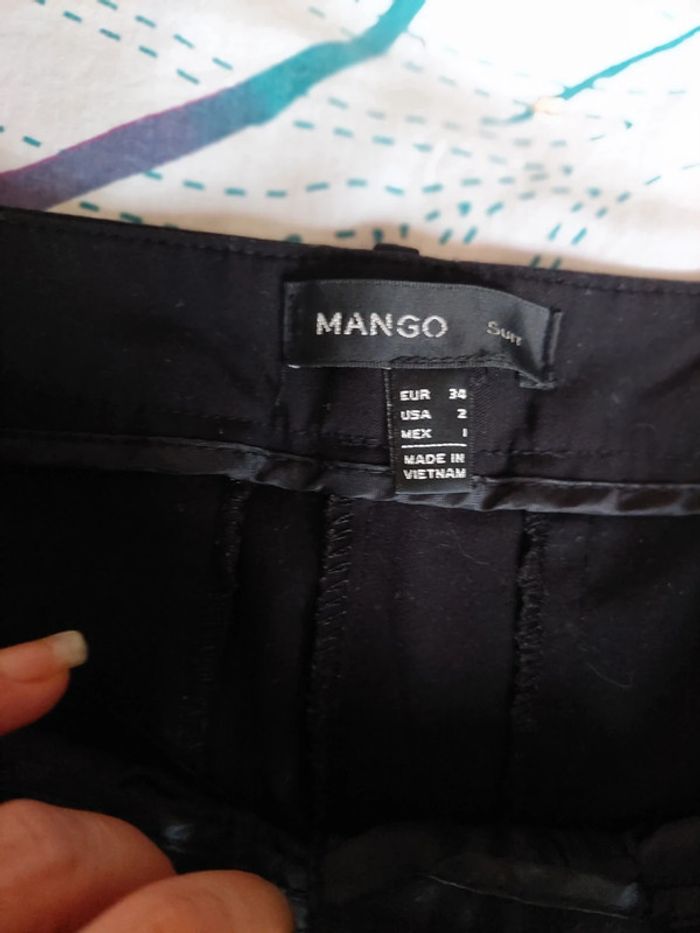 MANGO Suit
EUR 34
USA 2
MEX 1
MADE IN
VIETNAM